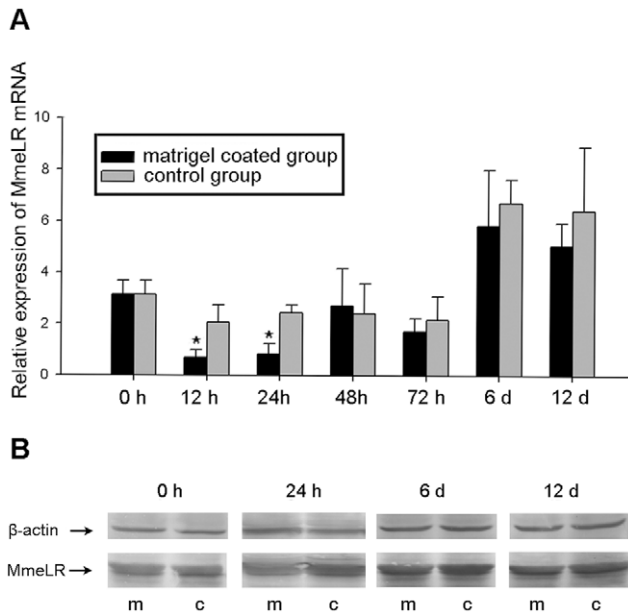 A
Relative expression of MmeLR mRNA
10
8
6
4
2
0
matrigel coated group
control group
* *
0 h 12 h 24h 48h 72 h 6 d 12 d
B
0 h 24 h 6 d 12 d
β-actin
MmeLR
m c m c m c m c